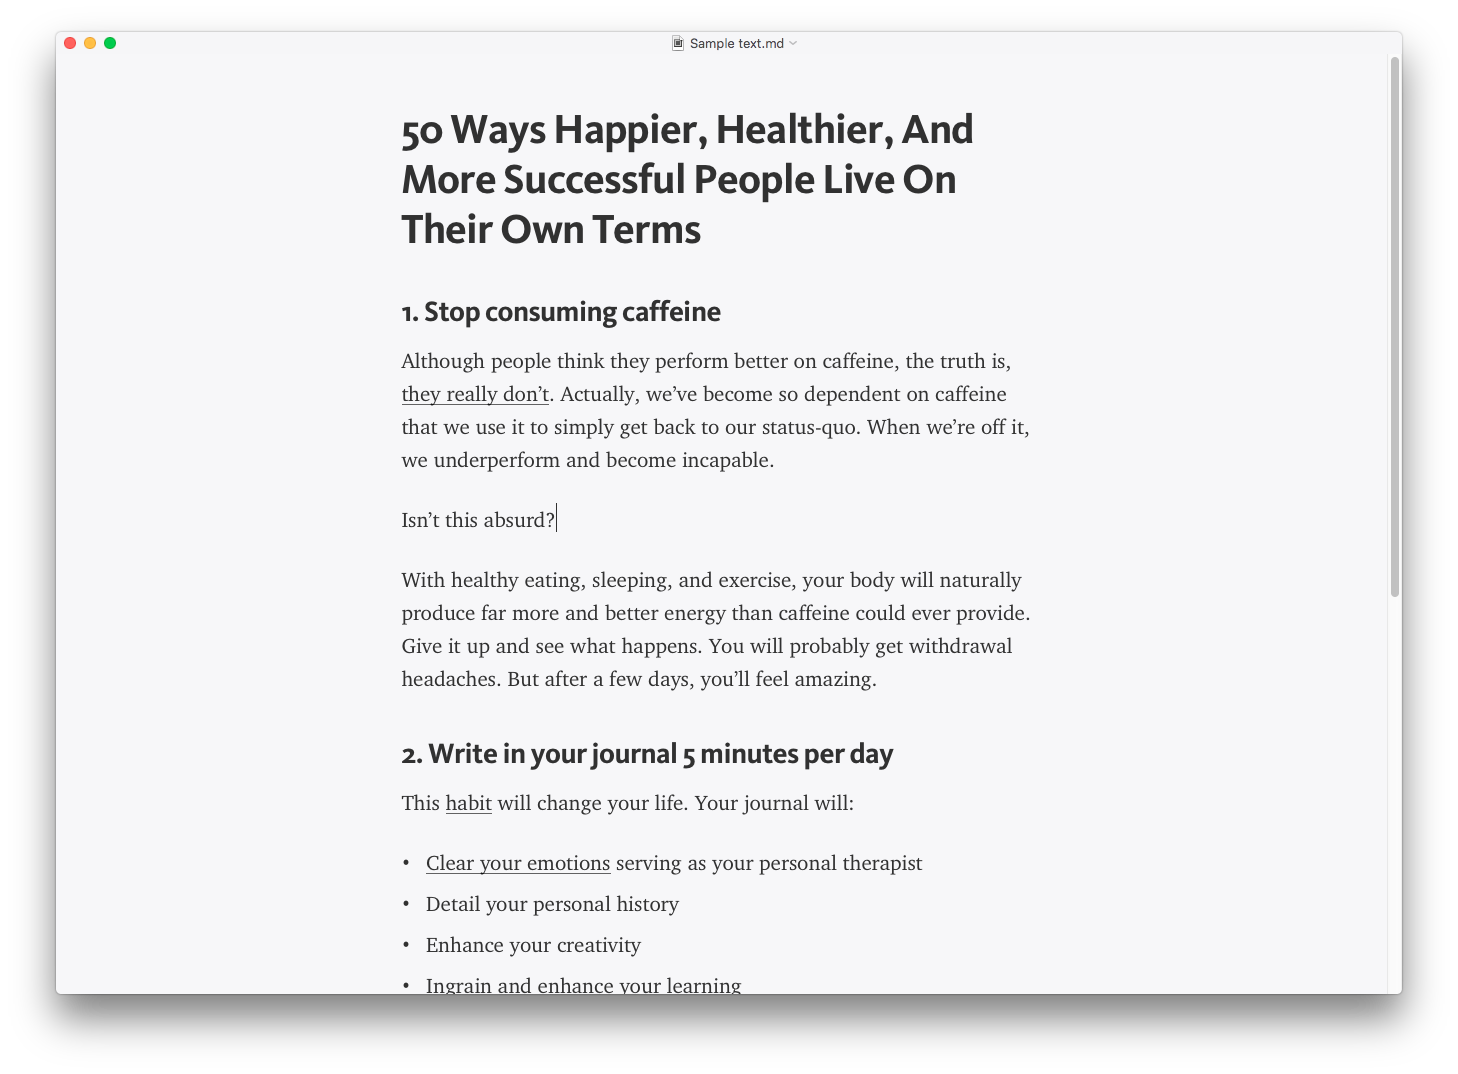 Sample text.md
50 Ways Happier, Healthier, And
More Successful People Live On
Their Own Terms
1. Stop consuming caffeine
Although people think they perform better on caffeine, the truth is,
they really don’t. Actually, we’ve become so dependent on caffeine
that we use it to simply get back to our status-quo. When we’re off it,
we underperform and become incapable.
Isn’t this absurd?
With healthy eating, sleeping, and exercise, your body will naturally
produce far more and better energy than caffeine could ever provide.
Give it up and see what happens. You will probably get withdrawal
headaches. But after a few days, you’ll feel amazing.
2. Write in your journal 5 minutes per day
This habit will change your life. Your journal will:
• Clear your emotions serving as your personal therapist
• Detail your personal history
• Enhance your creativity
• Ingrain and enhance your learning